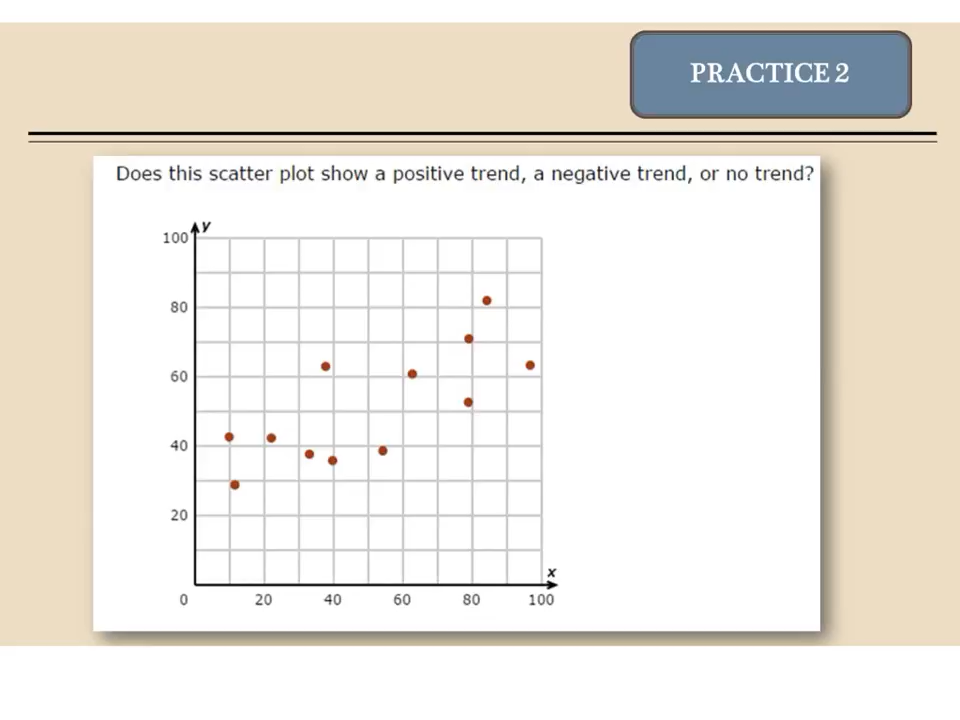 PRACTICE 2
Does this scatter plot show a positive trend, a negative trend, or no trend?
y
100
80
60
40
20
x
0 20 40 60 80 100